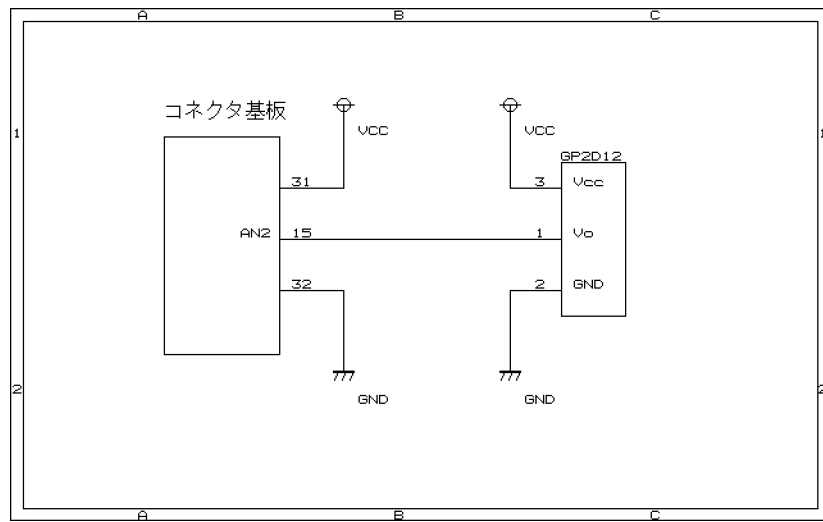 A B C
コネクタ基板
1 1
VCC VCC
GP2D12
31 3 Vcc
AN2 15 1 Vo
32 2 GND
2 2
GND GND
A B C